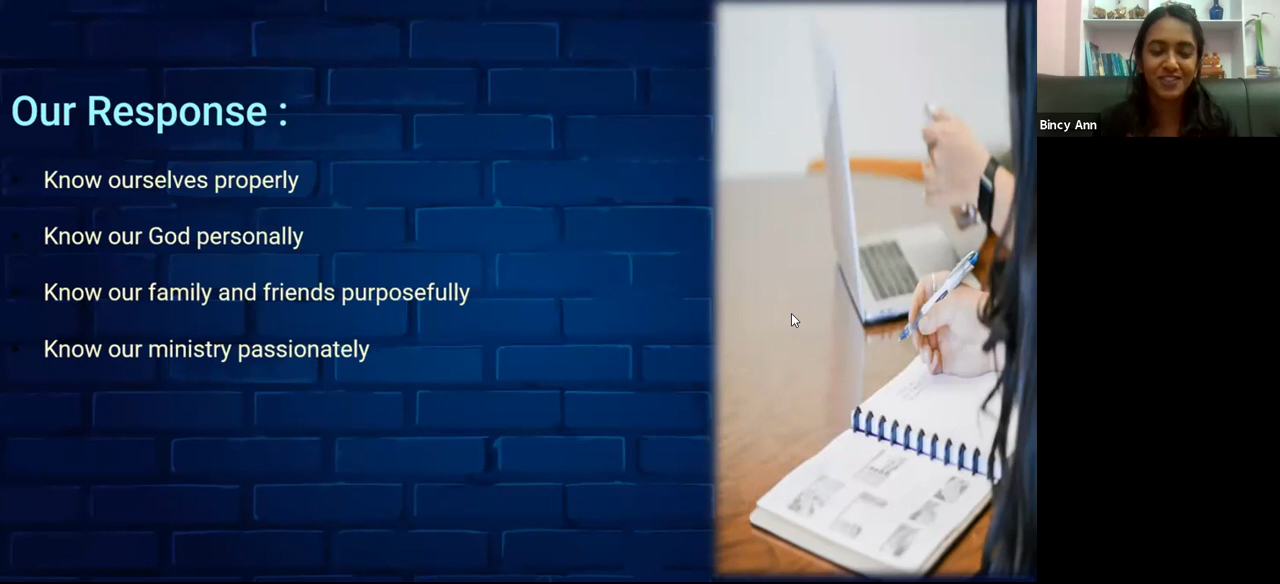 Our Response :
Know ourselves properly
Know our God personally
Know our family and friends purposefully
Know our ministry passionately
Bincy Ann